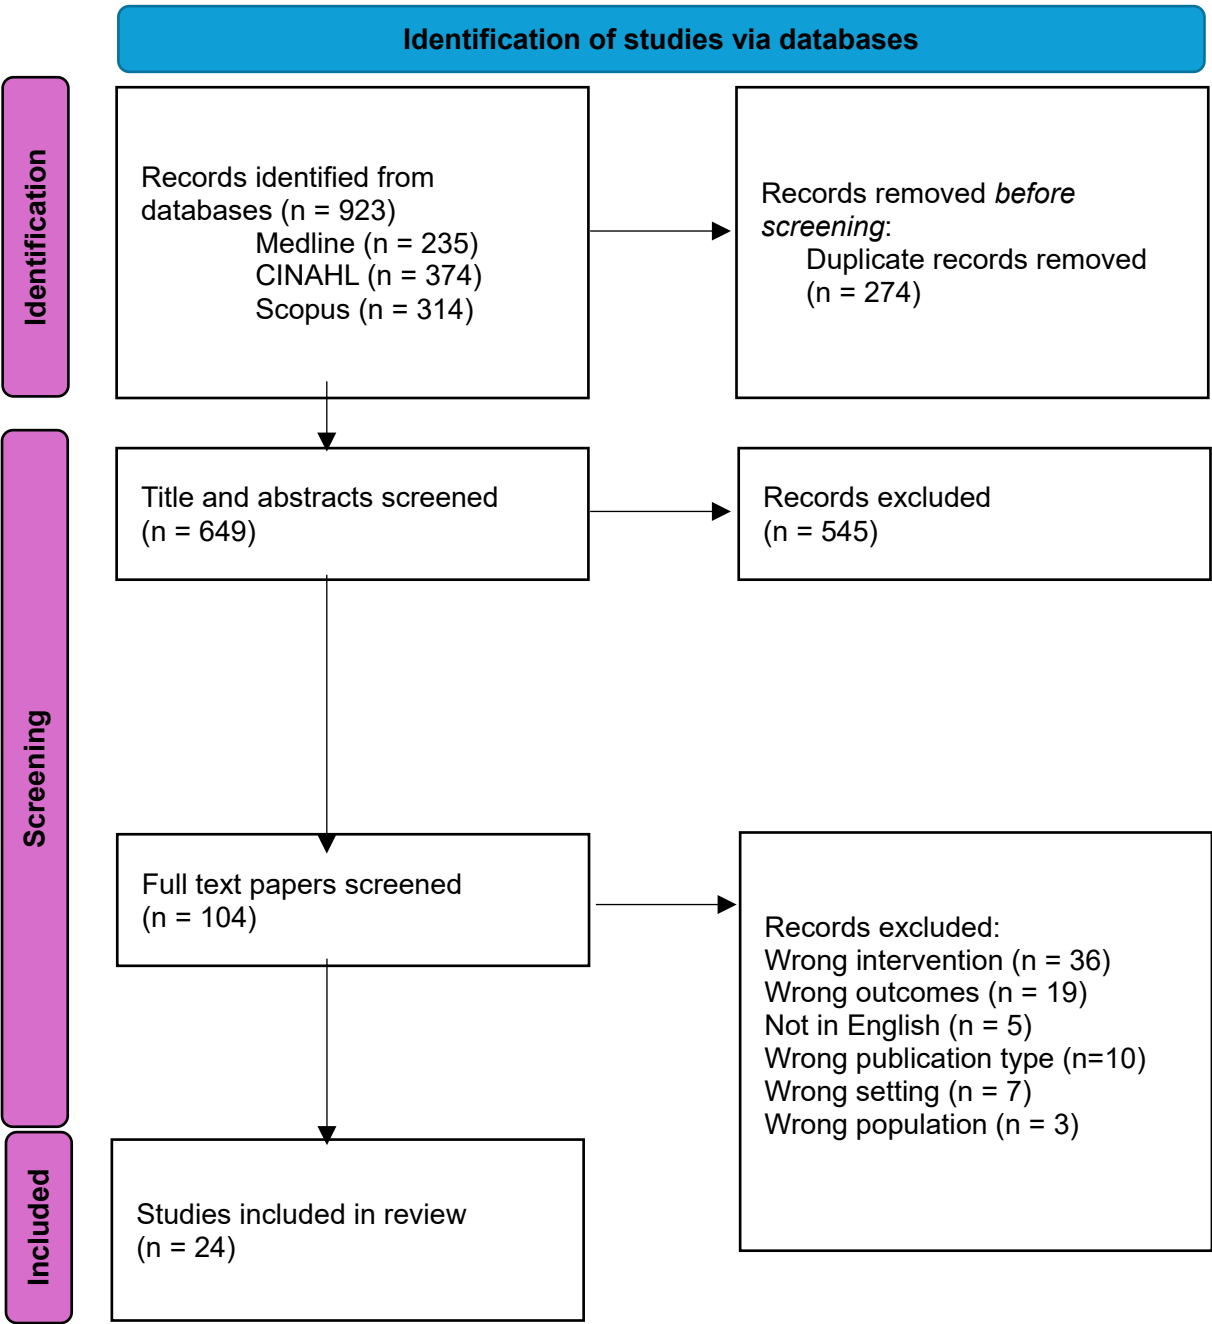 Identification of studies via databases
Identification
Records identified from
databases (n = 923)
Medline (n = 235)
CINAHL (n = 374)
Scopus (n = 314)
Records removed before
screening:
Duplicate records removed
(n = 274)
Screening
Title and abstracts screened
(n = 649)
Records excluded
(n = 545)
Full text papers screened
(n = 104)
Records excluded:
Wrong intervention (n = 36)
Wrong outcomes (n = 19)
Not in English (n = 5)
Wrong publication type (n=10)
Wrong setting (n = 7)
Wrong population (n = 3)
Included
Studies included in review
(n = 24)